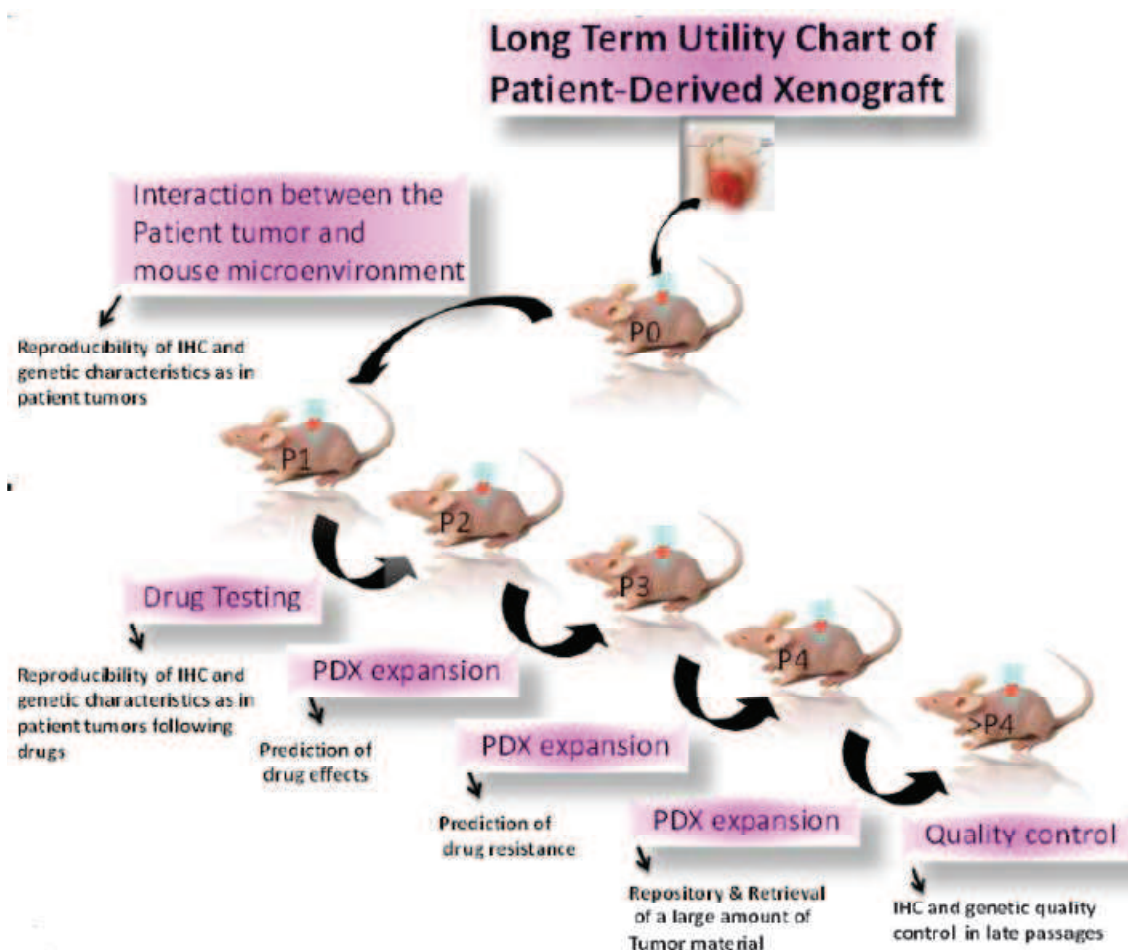 Long Term Utility Chart of
Patient-Derived Xenograft
Interaction between the
Patient tumor and
mouse microenvironment
Reproducibility of IHC and
genetic characteristics as in
patient tumors
P0
P1
P2
P3
P4
>P4
Drug Testing
Reproducibility of IHC and
genetic characteristics as in
patient tumors following
drugs
PDX expansion
Prediction of
drug effects
PDX expansion
Prediction of
drug resistance
PDX expansion
Repository & Retrieval
of a large amount of
Tumor material
Quality control
IHC and genetic quality
control in late passages